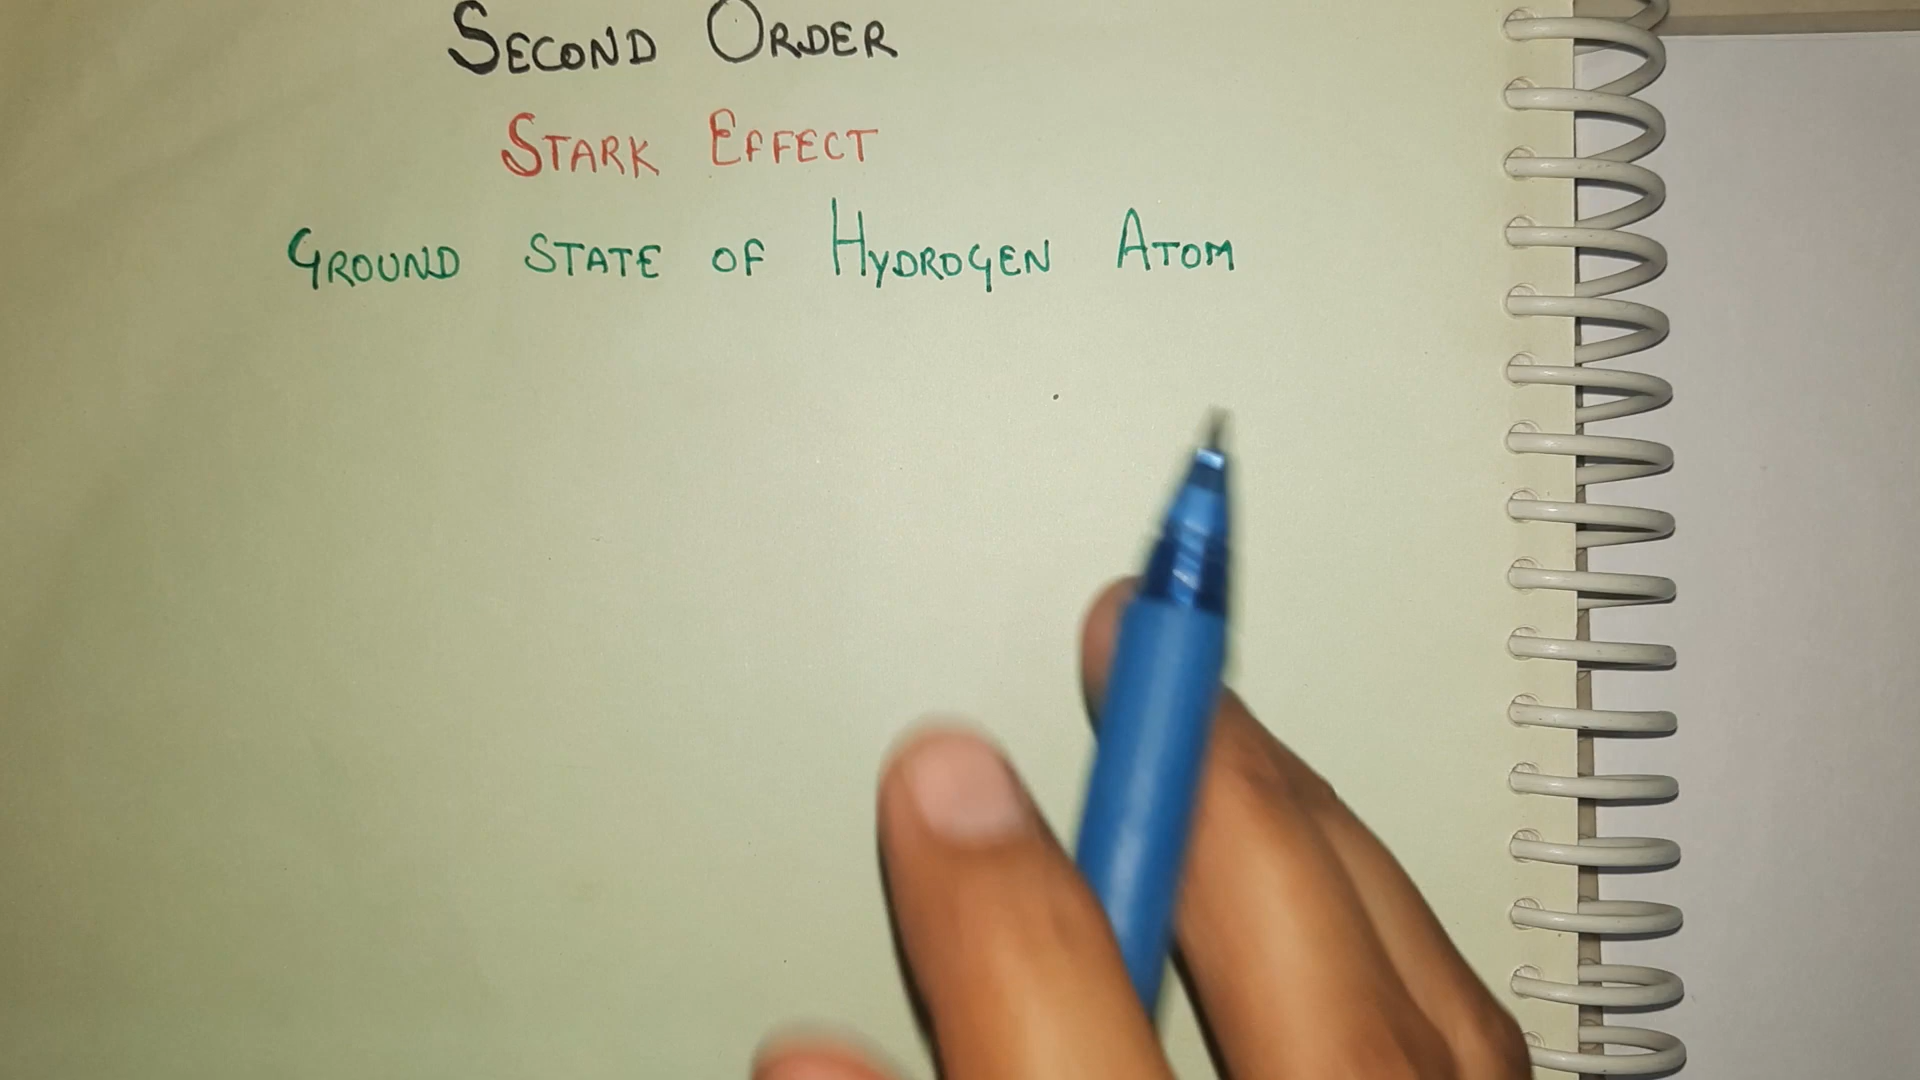 SECOND ORDER
STARK EFFECT
GROUND STATE OF HYDROGEN ATOM